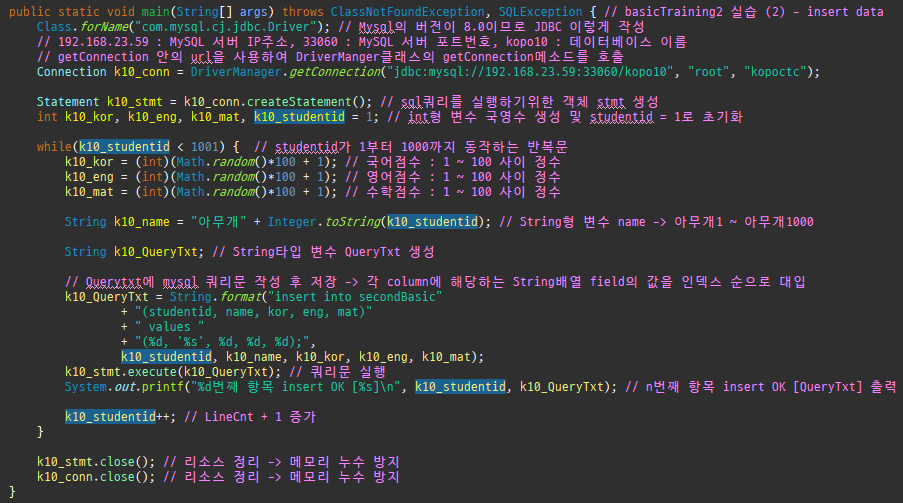 public static void main(String[] args) throws ClassNotFoundException, SQLException { // basicTraining2 실습 (2) – insert data
Class.forName("com.mysql.cj.jdbc.Driver"); // Mysql의 버전이 8.0이므로 JDBC 이렇게 작성
// 192.168.23.59 : MySQL 서버 IP주소, 33060 : MySQL 서버 포트번호, kopo10 : 데이터베이스 이름
// getConnection 안의 url을 사용하여 DriverManger클래스의 getConnection메소드를 호출
Connection k10_conn = DriverManager.getConnection("jdbc:mysql://192.168.23.59:33060/kopo10", "root", "kopoctc");
Statement k10_stmt = k10_conn.createStatement(); // sql쿼리를 실행하기위한 객체 stmt 생성
int k10_kor, k10_eng, k10_mat, k10_studentid = 1; // int형 변수 국영수 생성 및 studentid = 1로 초기화
while(k10_studentid < 1001) { // studentid가 1부터 1000까지 동작하는 반복문
k10_kor = (int)(Math.random()*100 + 1); // 국어점수 : 1 ~ 100 사이 정수
k10_eng = (int)(Math.random()*100 + 1); // 영어점수 : 1 ~ 100 사이 정수
k10_mat = (int)(Math.random()*100 + 1); // 수학점수 : 1 ~ 100 사이 정수
String k10_name = "아무개" + Integer.toString(k10_studentid); // String형 변수 name -> 아무개1 ~ 아무개1000
String k10_QueryTxt; // String타입 변수 QueryTxt 생성
// Querytxt에 mysql 쿼리문 작성 후 저장 -> 각 column에 해당하는 String배열 field의 값을 인덱스 순으로 대입
k10_QueryTxt = String.format("insert into secondBasic"
+ "(studentid, name, kor, eng, mat)"
+ " values "
+ "(%d, '%s', %d, %d, %d);",
k10_studentid, k10_name, k10_kor, k10_eng, k10_mat);
k10_stmt.execute(k10_QueryTxt); // 쿼리문 실행
System.out.printf("%d번째 항목 insert OK [%s]\n", k10_studentid, k10_QueryTxt); // n번째 항목 insert OK [QueryTxt] 출력
k10_studentid++; // LineCnt + 1 증가
}
k10_stmt.close(); // 리소스 정리 -> 메모리 누수 방지
k10_conn.close(); // 리소스 정리 -> 메모리 누수 방지
}